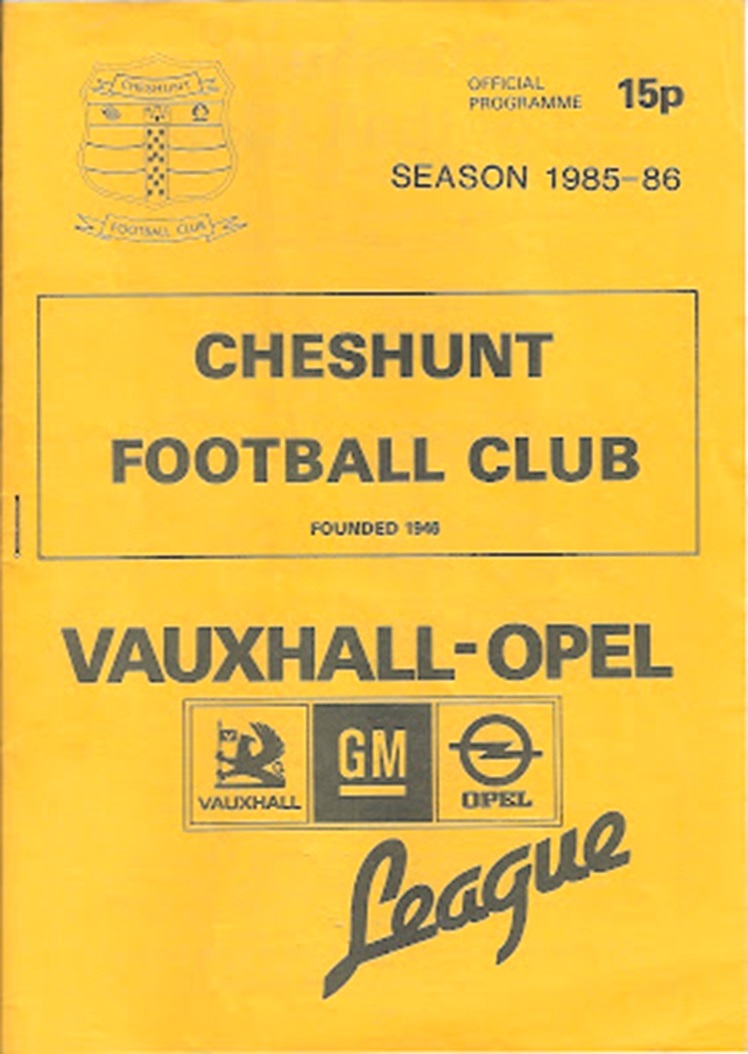 CHESHUNT
FOOTBALL CLUB
OFFICIAL
PROGRAMME 15p
SEASON 1985-86
CHESHUNT
FOOTBALL CLUB
FOUNDED 1946
VAUXHALL-OPEL
VAUXHALL
GM
OPEL
League